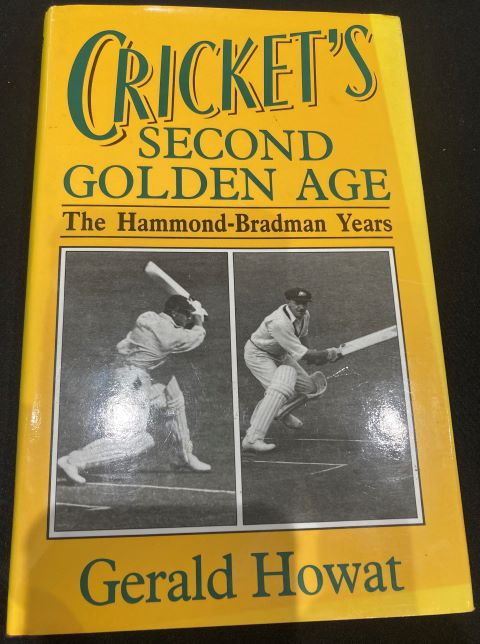 CRICKET'S
SECOND
GOLDEN AGE
The Hammond-Bradman Years
Gerald Howat